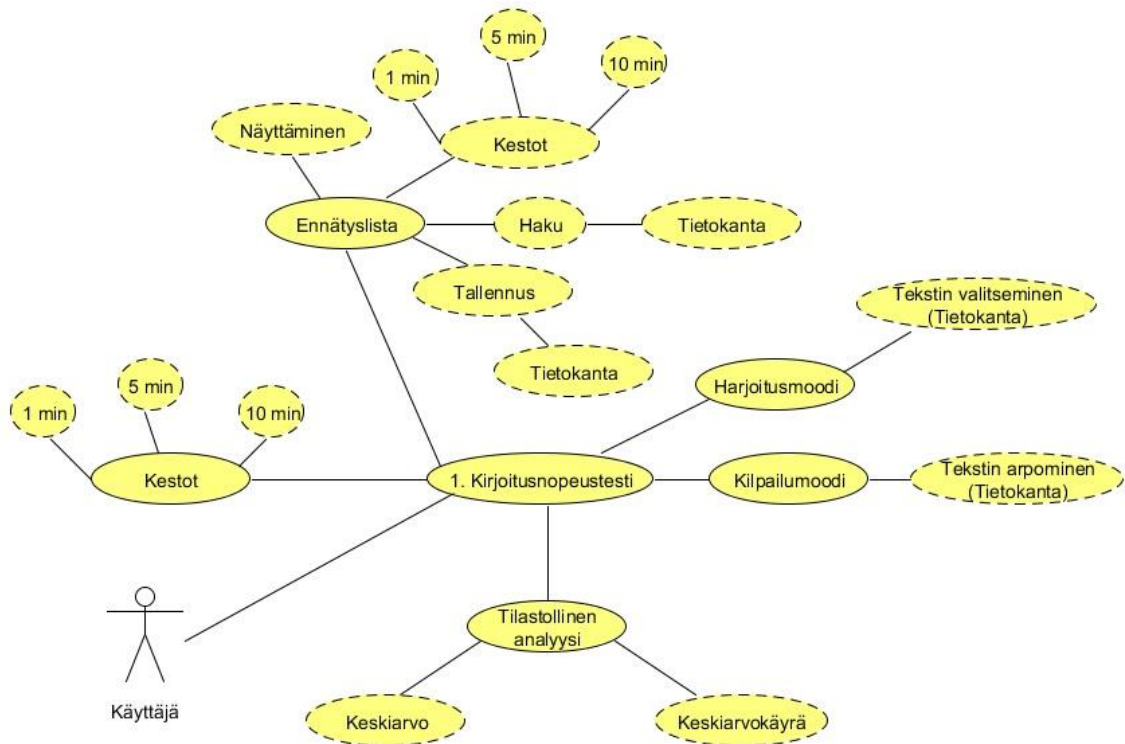 5 min
1 min
10 min
Näyttäminen
Kestot
Ennätyslista
Haku
Tietokanta
Tallennus
Tekstin valitseminen
(Tietokanta)
Tietokanta
Harjoitusmoodi
5 min
1 min
10 min
Kestot
1. Kirjoitusnopeustesti
Kilpailumoodi
Tekstin arpominen
(Tietokanta)
Tilastollinen
analyysi
Käyttäjä
Keskiarvo
Keskiarvokäyrä